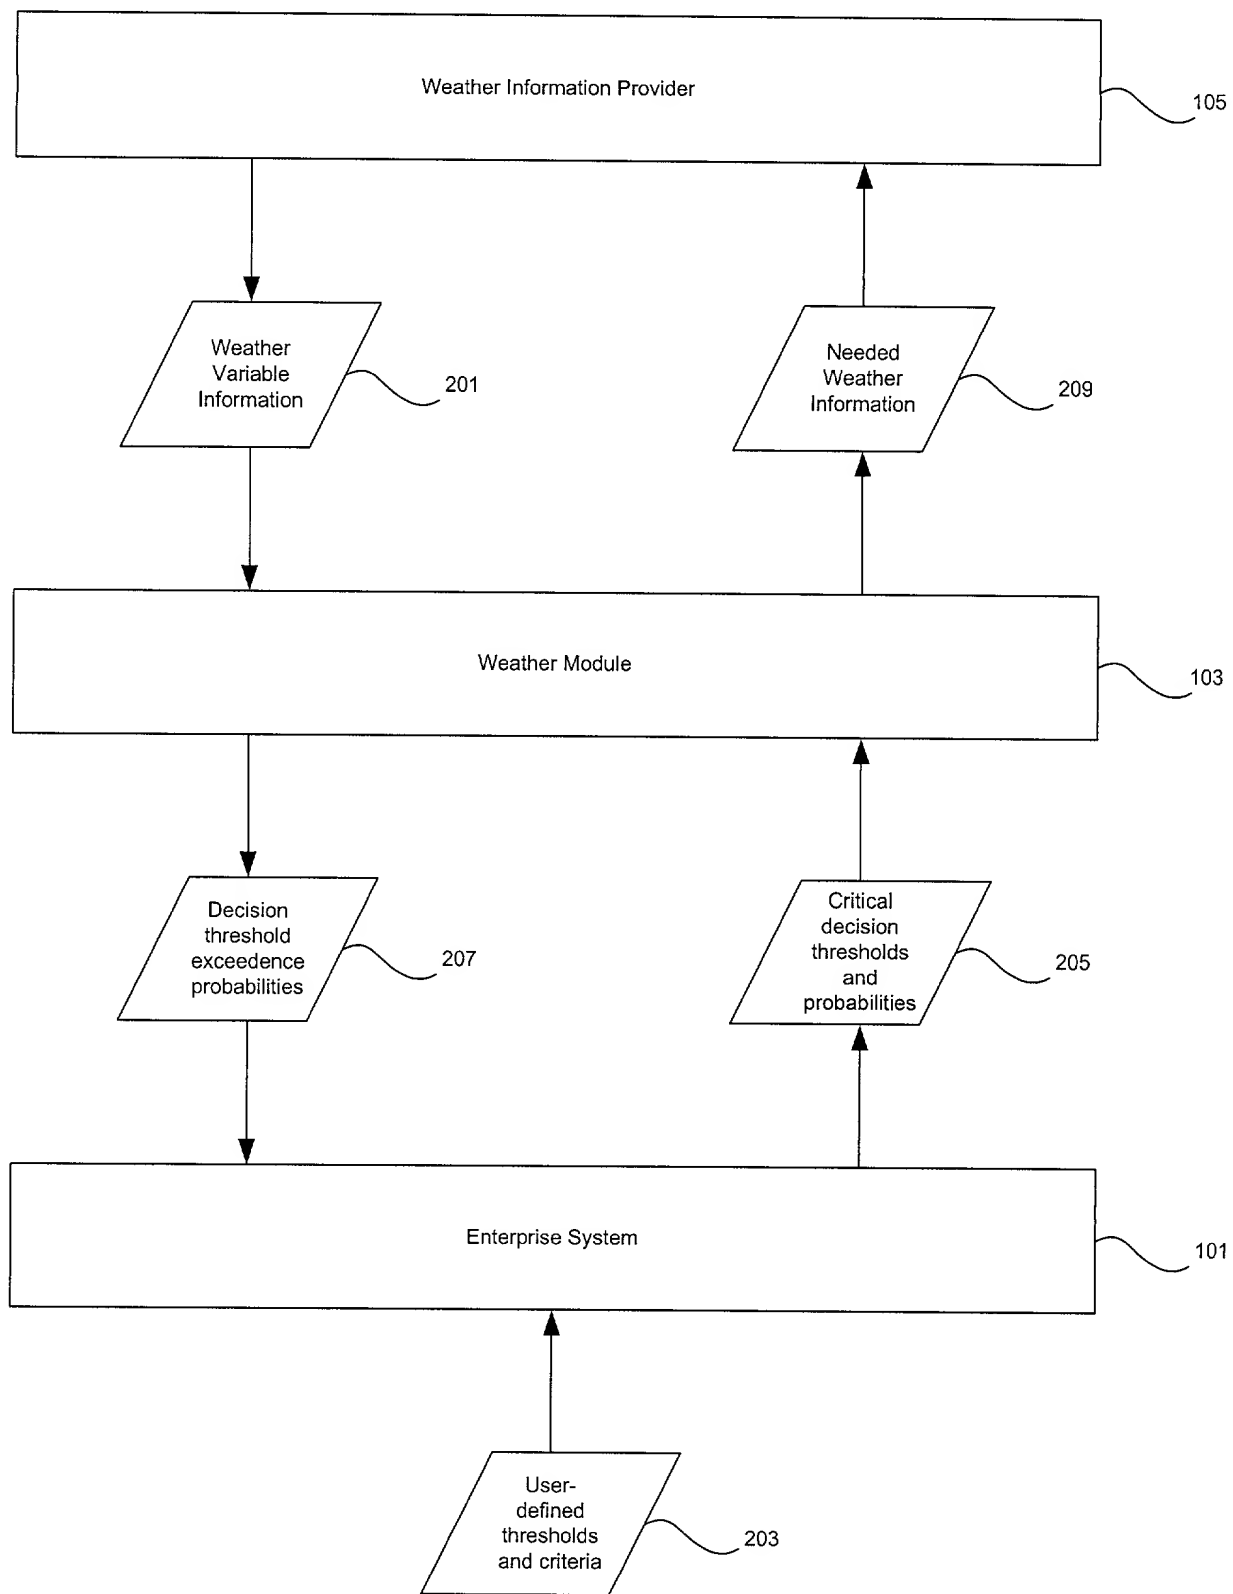 Weather Information Provider
105
Weather
Variable
Information
201
Needed
Weather
Information
209
Weather Module
103
Decision
threshold
exceedence
probabilities
207
Critical
decision
thresholds
and
probabilities
205
Enterprise System
101
User-
defined
thresholds
and criteria
203